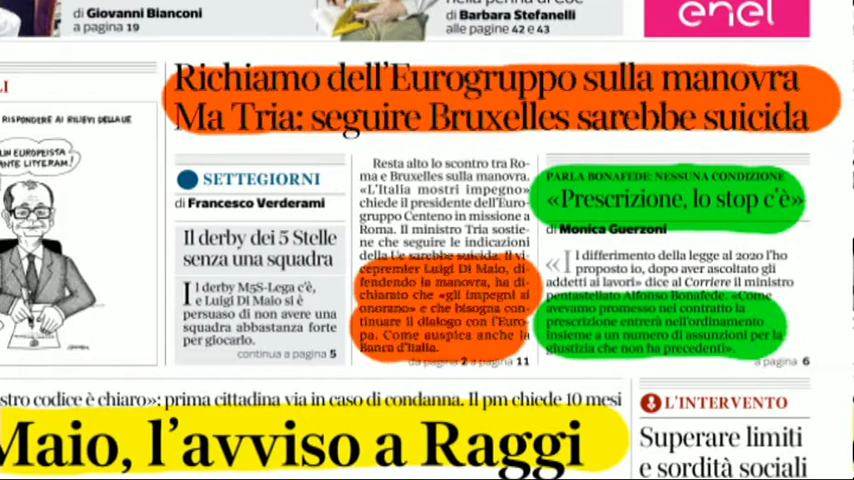 di Giovanni Bianconi
a pagina 19
di Barbara Stefanelli
alle pagine 42 e 43
enel
Richiamo dell'Eurogruppo sulla manovra
Ma Tria: seguire Bruxelles sarebbe suicida
RISPONDERE AI RILIEVI DELLA UE
UN EUROPEISTA
ANTE LITTERAM!
SETTEGIORNI
di Francesco Verderami
Il derby dei 5 Stelle
senza una squadra
Il derby M5S-Lega c'è,
e Luigi Di Maio si è
persuaso di non avere una
squadra abbastanza forte
per giocarlo.
continua a pagina 5
Resta alto lo scontro tra Ro-
ma e Bruxelles sulla manovra.
«L'Italia mostri impegno»
chiede il presidente dell'Euro-
gruppo Centeno in missione a
Roma. Il ministro Tria sostie-
ne che seguire le indicazioni
della Ue sarebbe suicida. Il vi-
cepremier Luigi Di Maio, di-
fendendo la manovra, ha di-
chiarato che «gli impegni si
onorano» e che bisogna con-
tinuare il dialogo con l'Euro-
pa. Come auspica anche la
Banca d'Italia.
da pagina 2 a pagina 11
PARLA BONAFEDE: NESSUNA CONDIZIONE
«Prescrizione, lo stop c'è»
di Monica Guerzoni
«Il differimento della legge al 2020 l'ho
proposto io, dopo aver ascoltato gli
addetti ai lavori» dice al Corriere il ministro
pentastellato Alfonso Bonafede. «Come
avevamo promesso nel contratto la
prescrizione entrerà nell'ordinamento
insieme a un numero di assunzioni per la
giustizia che non ha precedenti».
a pagina 6
stro codice è chiaro»: prima cittadina via in caso di condanna. Il pm chiede 10 mesi
Maio, l'avviso a Raggi
L'INTERVENTO
Superare limiti
e sordità sociali